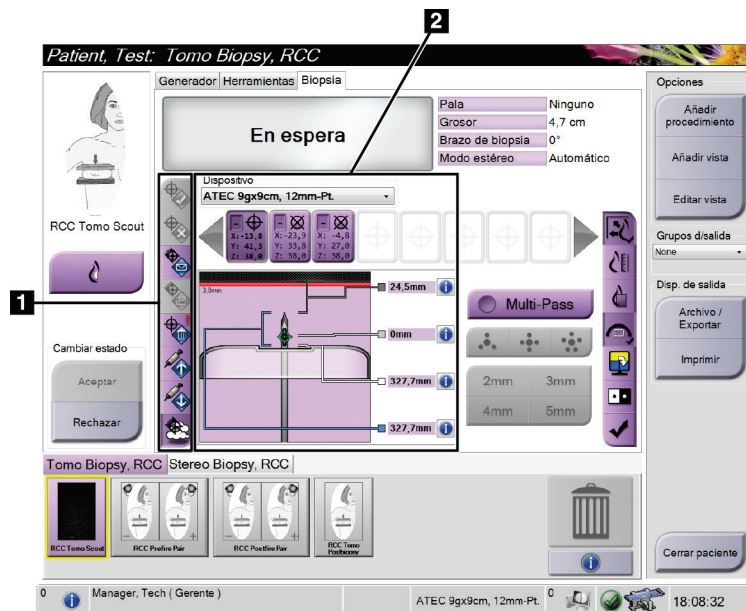 2
Patient, Test: Tomo Biopsy, RCC
Generador Herramientas Biopsia
Opciones
En espera
Pala Ninguno
Grosor 4,7 cm
Brazo de biopsia 0°
Modo estéreo Automático
Añadir procedimiento
Añadir vista
Editar vista
Dispositivo
ATEC 9gx9cm, 12mm-Pt.
RCC Tomo Scout
X:-13,8
Y: 41,3
Z: 38,0
X:-23,9
Y: 33,8
Z: 38,0
X: -4,8
Y: 27,0
Z: 38,0
Grupos d/salida
None
1
3,0mm
24,5mm
0mm
327,7mm
327,7mm
Multi-Pass
2mm 3mm
4mm 5mm
Disp. de salida
Archivo / Exportar
Imprimir
Cambiar estado
Aceptar
Rechazar
Tomo Biopsy, RCC Stereo Biopsy, RCC
RCC Tomo Scout
RCC Prefire Pair
RCC Postfire Pair
RCC Tomo
Postbiopsy
Cerrar paciente
0 Manager, Tech ( Gerente ) ATEC 9gx9cm, 12mm-Pt. 0 18:08:32